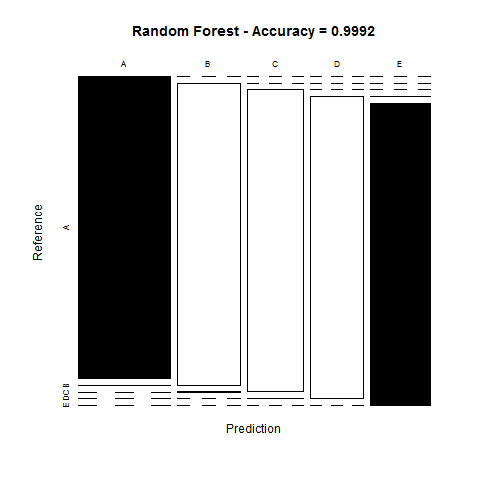 Random Forest - Accuracy = 0.9992
A B C D E
Reference
A
B
C
D
E
Prediction